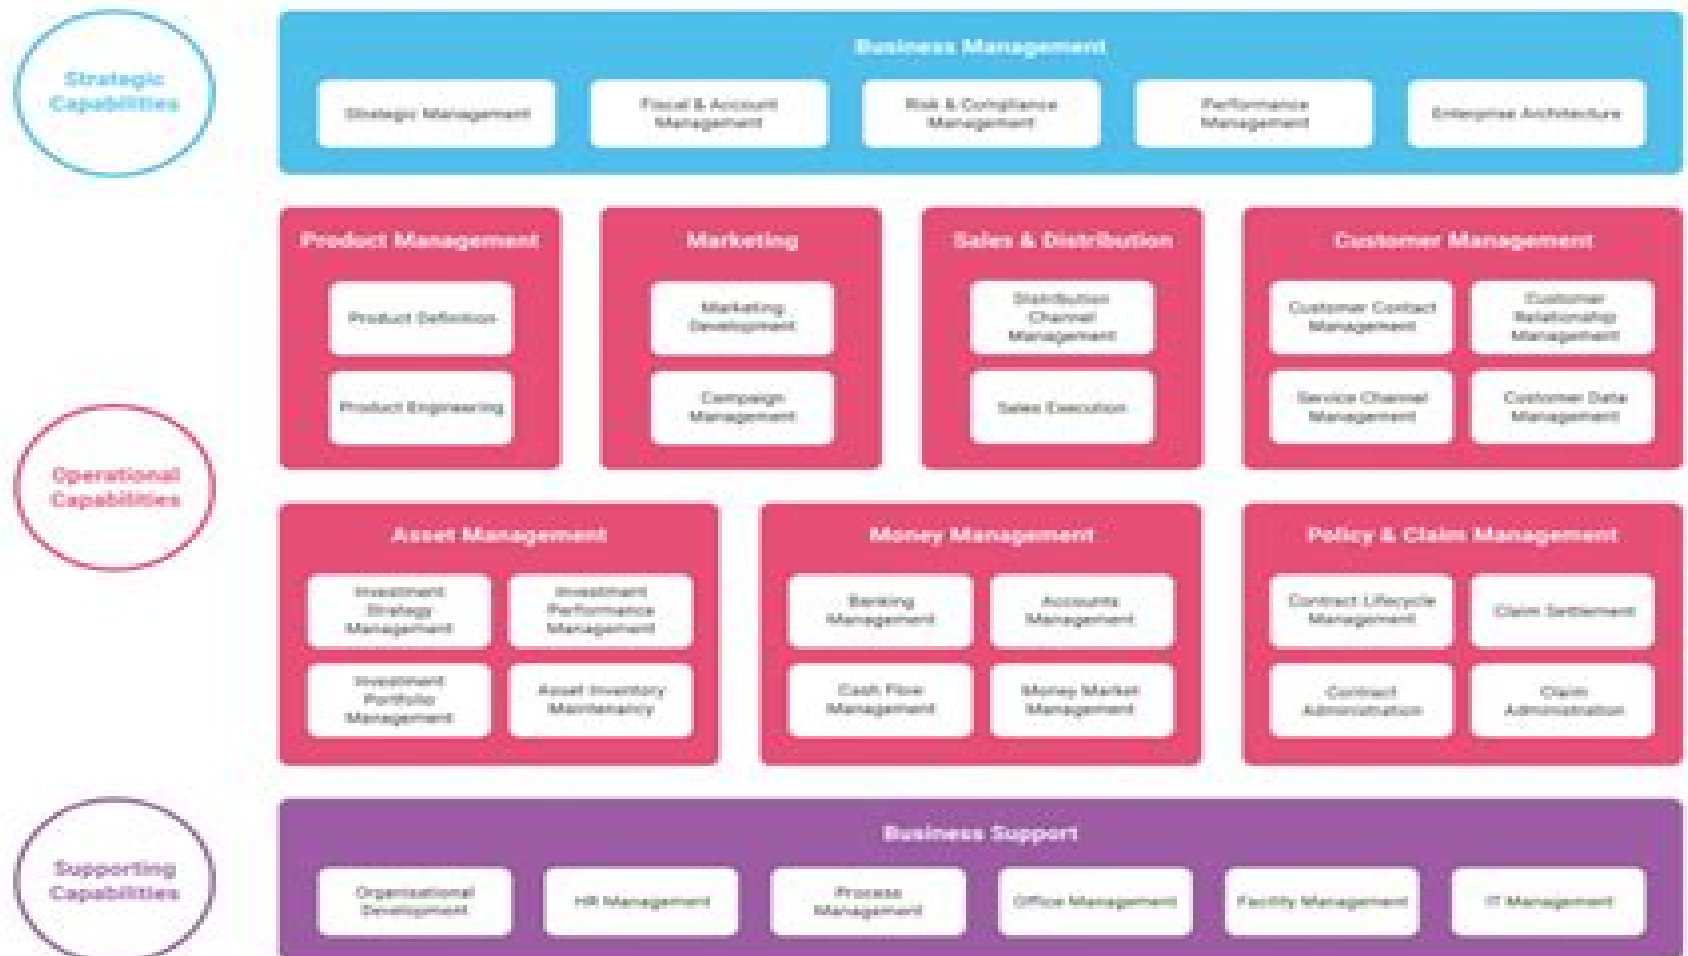 Strategic
Capabilities
Business Management
Strategic Management
Fiscal & Account
Management
Risk & Compliance
Management
Performance
Management
Enterprise Architecture
Operational
Capabilities
Product Management
Product Definition
Product Engineering
Marketing
Marketing
Development
Campaign
Management
Sales & Distribution
Distribution
Channel
Management
Sales Execution
Customer Management
Customer Contact
Management
Customer
Relationship
Management
Service Channel
Management
Customer Data
Management
Asset Management
Investment
Strategy
Management
Investment
Performance
Management
Investment
Portfolio
Management
Asset Inventory
Maintenancy
Money Management
Banking
Management
Accounts
Management
Cash Flow
Management
Money Market
Management
Policy & Claim Management
Contract Lifecycle
Management
Claim Settlement
Contract
Administration
Claim
Administration
Supporting
Capabilities
Business Support
Organisational
Development
HR Management
Process
Management
Office Management
Facility Management
IT Management